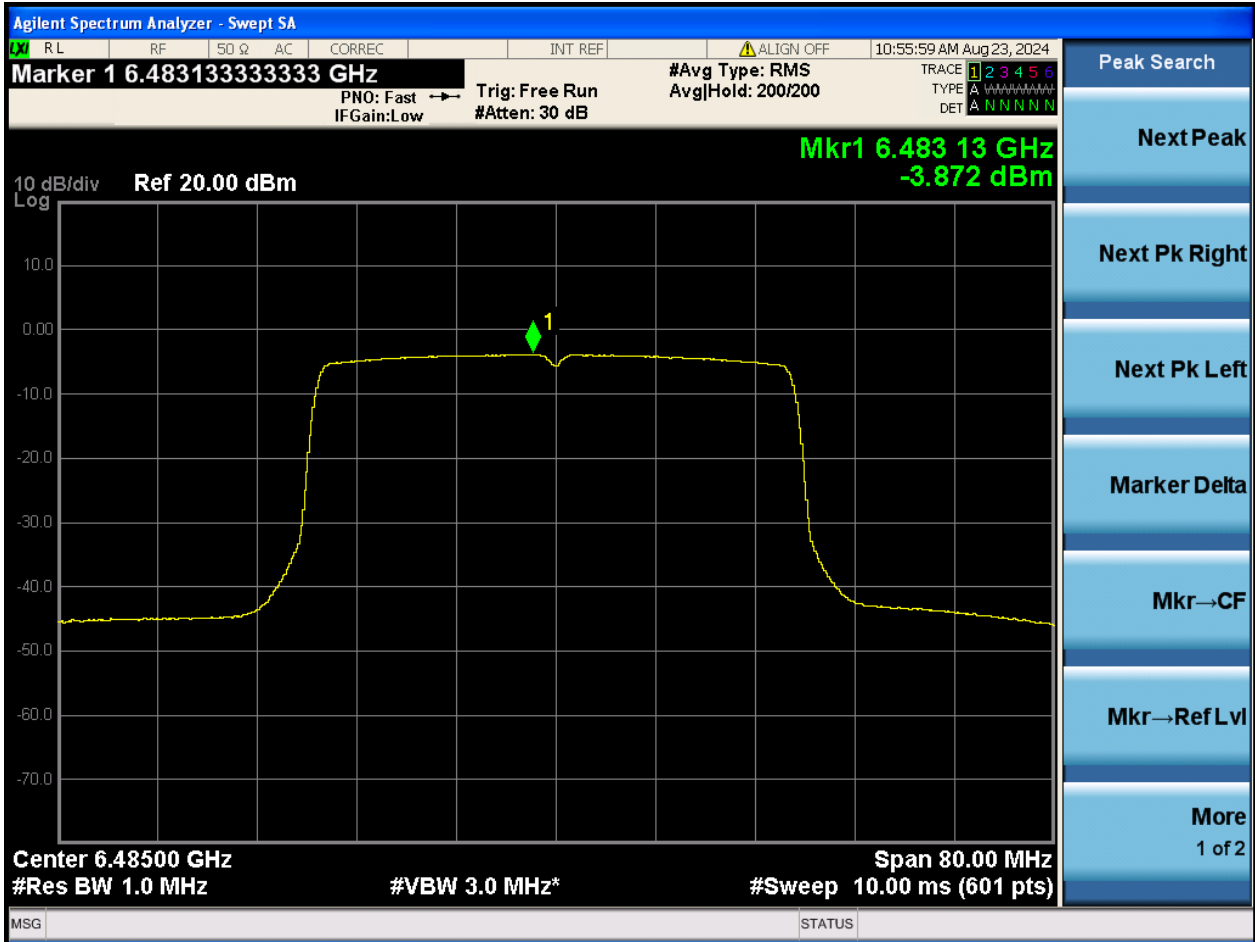 Agilent Spectrum Analyzer - Swept SA
LXI RL RF 50 Ω AC CORREC INT REF ALIGN OFF 10:55:59 AM Aug 23, 2024
Marker 1 6.483133333333 GHz
PNO: Fast
IFGain:Low
Trig: Free Run
#Atten: 30 dB
#Avg Type: RMS
Avg|Hold: 200/200
TRACE 1 2 3 4 5 6
TYPE A WWWWWW
DET A N N N N N
Mkr1 6.483 13 GHz
-3.872 dBm
10 dB/div Ref 20.00 dBm
Log
10.0
0.00
-10.0
-20.0
-30.0
-40.0
-50.0
-60.0
-70.0
1
Center 6.48500 GHz Span 80.00 MHz
#Res BW 1.0 MHz #VBW 3.0 MHz* #Sweep 10.00 ms (601 pts)
MSG STATUS
Peak Search
Next Peak
Next Pk Right
Next Pk Left
Marker Delta
Mkr→CF
Mkr→Ref Lvl
More
1 of 2